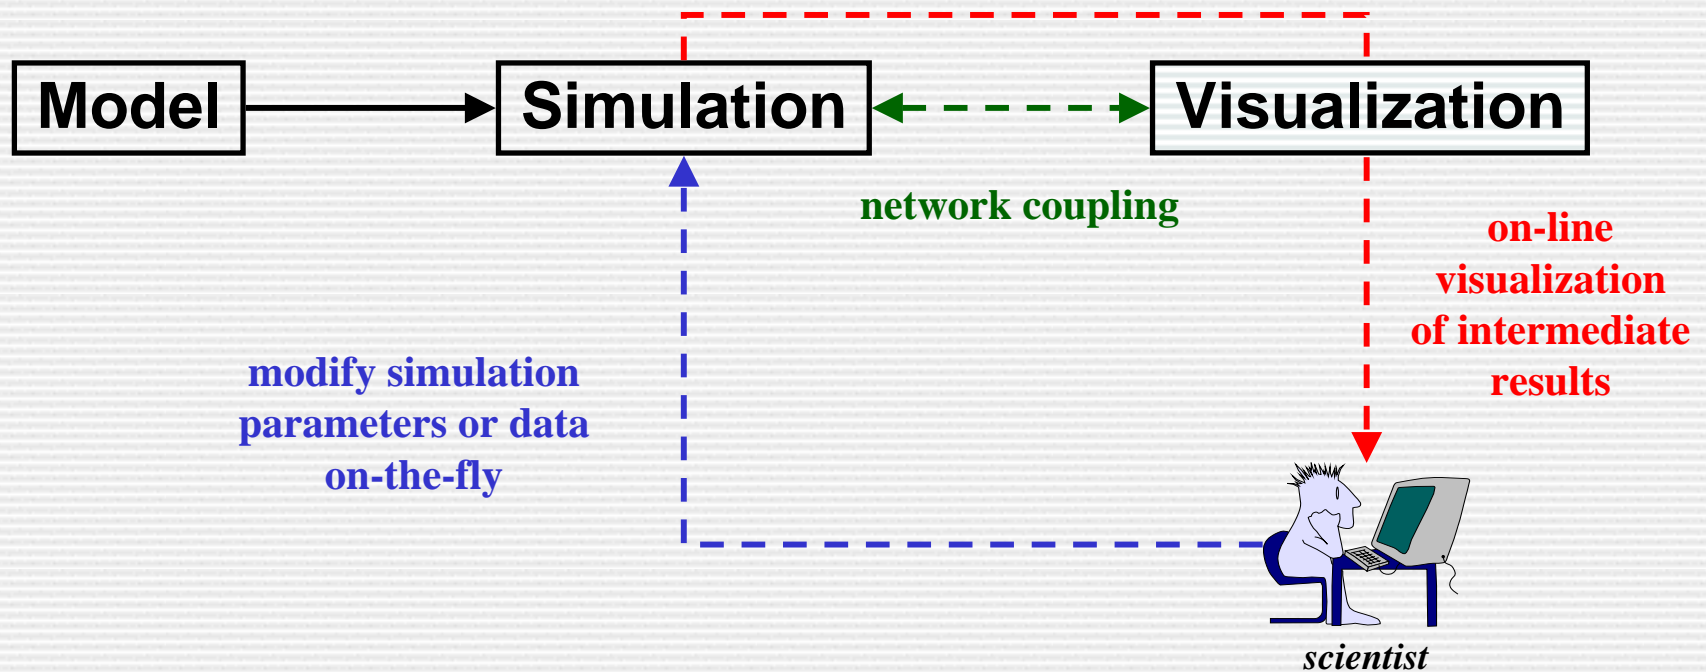 Model
Simulation
Visualization
network coupling
on-line
visualization
of intermediate
results
modify simulation
parameters or data
on-the-fly
scientist